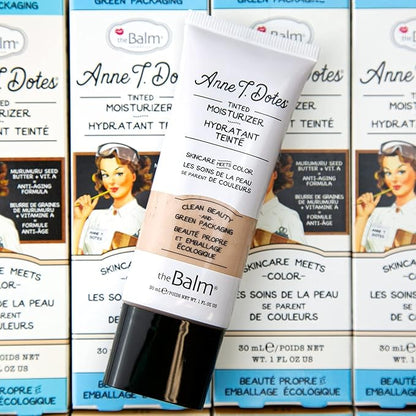 GREEN PACKAGING
theBalm®
Anne T. Dotes®
TINTED
MOISTURIZER
HYDRATANT TEINTÉ
MURUMURU SEED
BUTTER + VIT. A
ANTI-AGING
FORMULA
BEURRE DE GRAINES
DE MURUMURU
+ VITAMINE A
FORMULE
ANTI-ÂGE
ANNE T.
DOTES
SKINCARE MEETS
-COLOR-
LES SOINS DE LA PEAU
SE PARENT DE
COULEURS
30 mL℮/POIDS NET
WT. 1 FL OZ US
BEAUTÉ PROPRE ET
EMBALLAGE ÉCOLOGIQUE
Anne T. Dotes®
TINTED
MOISTURIZER
HYDRATANT
TEINTÉ
SKINCARE MEETS COLOR
LES SOINS DE LA PEAU
SE PARENT DE COULEURS
CLEAN BEAUTY
-AND-
GREEN PACKAGING
BEAUTÉ PROPRE
ET EMBALLAGE
ÉCOLOGIQUE
theBalm®
30 mL℮/POIDS NET WT. 1 FL OZ US